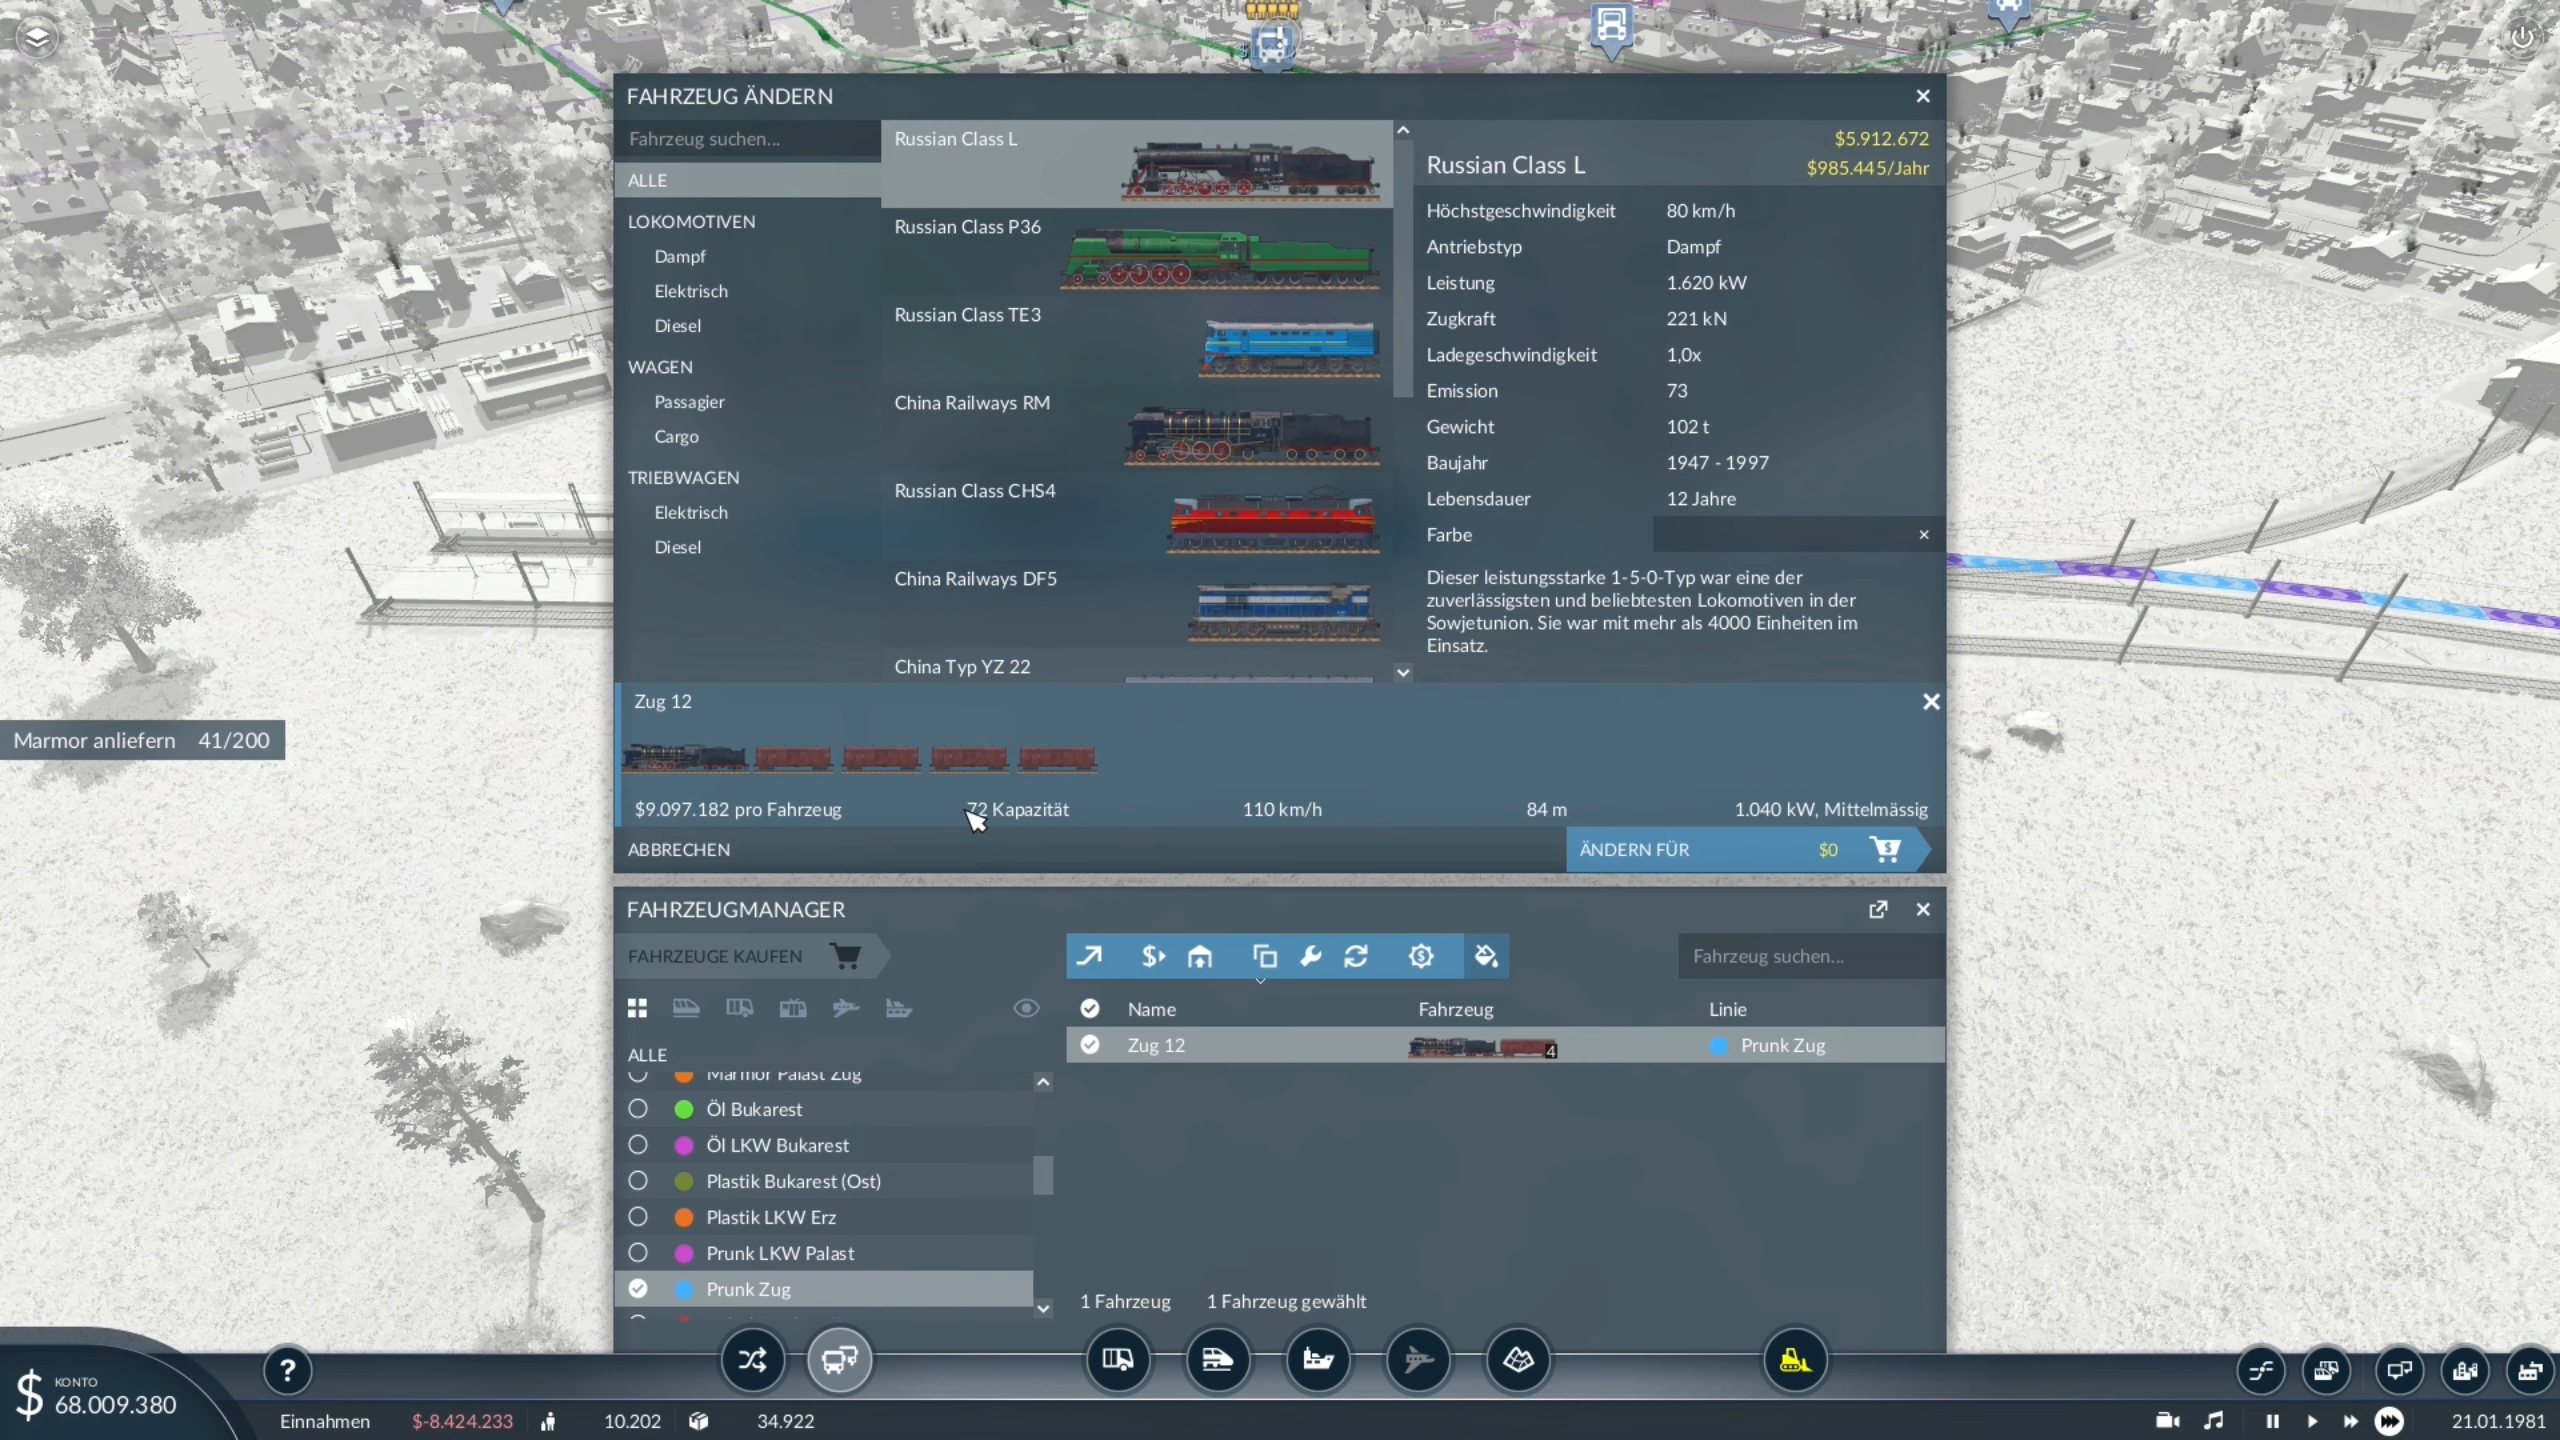 FAHRZEUG ÄNDERN
Fahrzeug suchen...
ALLE
LOKOMOTIVEN
Dampf
Elektrisch
Diesel
WAGEN
Passagier
Cargo
TRIEBWAGEN
Elektrisch
Diesel
Russian Class L
Russian Class P36
Russian Class TE3
China Railways RM
Russian Class CHS4
China Railways DF5
China Typ YZ 22
$5.912.672
Russian Class L
$985.445/Jahr
Höchstgeschwindigkeit 80 km/h
Antriebstyp Dampf
Leistung 1.620 kW
Zugkraft 221 kN
Ladegeschwindigkeit 1,0x
Emission 73
Gewicht 102 t
Baujahr 1947 - 1997
Lebensdauer 12 Jahre
Farbe
Dieser leistungsstarke 1-5-0-Typ war eine der
zuverlässigsten und beliebtesten Lokomotiven in der
Sowjetunion. Sie war mit mehr als 4000 Einheiten im
Einsatz.
Marmor anliefern 41/200
Zug 12
$9.097.182 pro Fahrzeug 72 Kapazität 110 km/h 84 m 1.040 kW, Mittelmässig
ABBRECHEN
ÄNDERN FÜR $0
FAHRZEUGMANAGER
FAHRZEUGE KAUFEN
Fahrzeug suchen...
ALLE
Marmor Palast Zug
Öl Bukarest
Öl LKW Bukarest
Plastik Bukarest (Ost)
Plastik LKW Erz
Prunk LKW Palast
Prunk Zug
Name Fahrzeug Linie
Zug 12 4 Prunk Zug
1 Fahrzeug 1 Fahrzeug gewählt
KONTO
68.009.380
Einnahmen $-8.424.233 10.202 34.922
21.01.1981